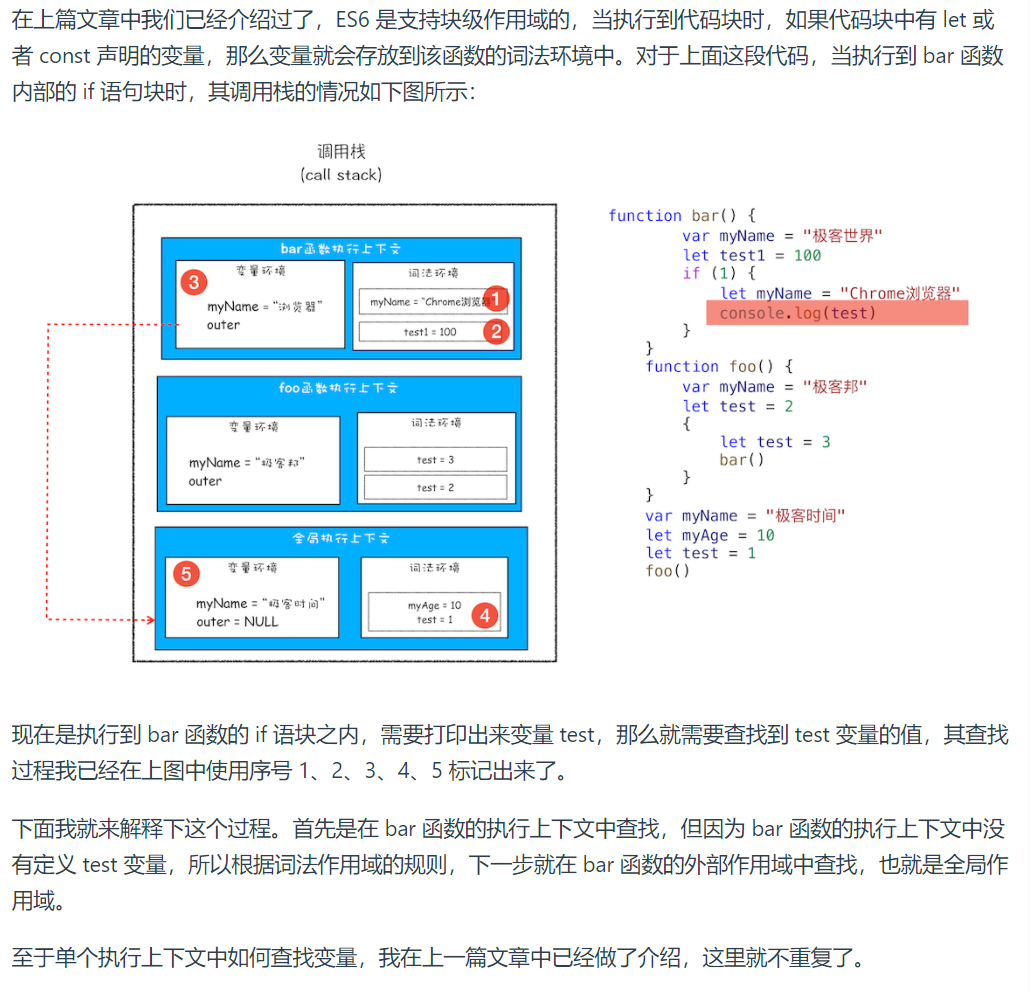 在上篇文章中我们已经介绍过了，ES6 是支持块级作用域的，当执行到代码块时，如果代码块中有 let 或
者 const 声明的变量，那么变量就会存放到该函数的词法环境中。对于上面这段代码，当执行到 bar 函数
内部的 if 语句块时，其调用栈的情况如下图所示：
调用栈
(call stack)
bar函数执行上下文
变量环境
3
myName = "浏览器"
outer
词法环境
myName = "Chrome浏览器"
1
test1 = 100
2
foo函数执行上下文
变量环境
myName = "极客邦"
outer
词法环境
test = 3
test = 2
全局执行上下文
变量环境
5
myName = "极客时间"
outer = NULL
词法环境
myAge = 10
test = 1
4
function bar() {
var myName = "极客世界"
let test1 = 100
if (1) {
let myName = "Chrome浏览器"
console.log(test)
}
}
function foo() {
var myName = "极客邦"
let test = 2
{
let test = 3
bar()
}
}
var myName = "极客时间"
let myAge = 10
let test = 1
foo()
现在是执行到 bar 函数的 if 语块之内，需要打印出来变量 test，那么就需要查找到 test 变量的值，其查找
过程我已经在上图中使用序号 1、2、3、4、5 标记出来了。
下面我就来解释下这个过程。首先是在 bar 函数的执行上下文中查找，但因为 bar 函数的执行上下文中没
有定义 test 变量，所以根据词法作用域的规则，下一步就在 bar 函数的外部作用域中查找，也就是全局作
用域。
至于单个执行上下文中如何查找变量，我在上一篇文章中已经做了介绍，这里就不重复了。